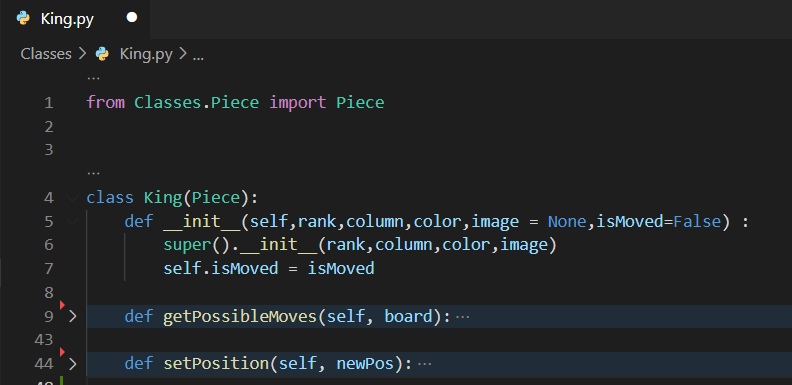 King.py
Classes > King.py > ...
...
1 from Classes.Piece import Piece
2
3
...
4 class King(Piece):
5 def __init__(self,rank,column,color,image = None,isMoved=False) :
6 super().__init__(rank,column,color,image)
7 self.isMoved = isMoved
8
9 > def getPossibleMoves(self, board):...
43
44 > def setPosition(self, newPos):...